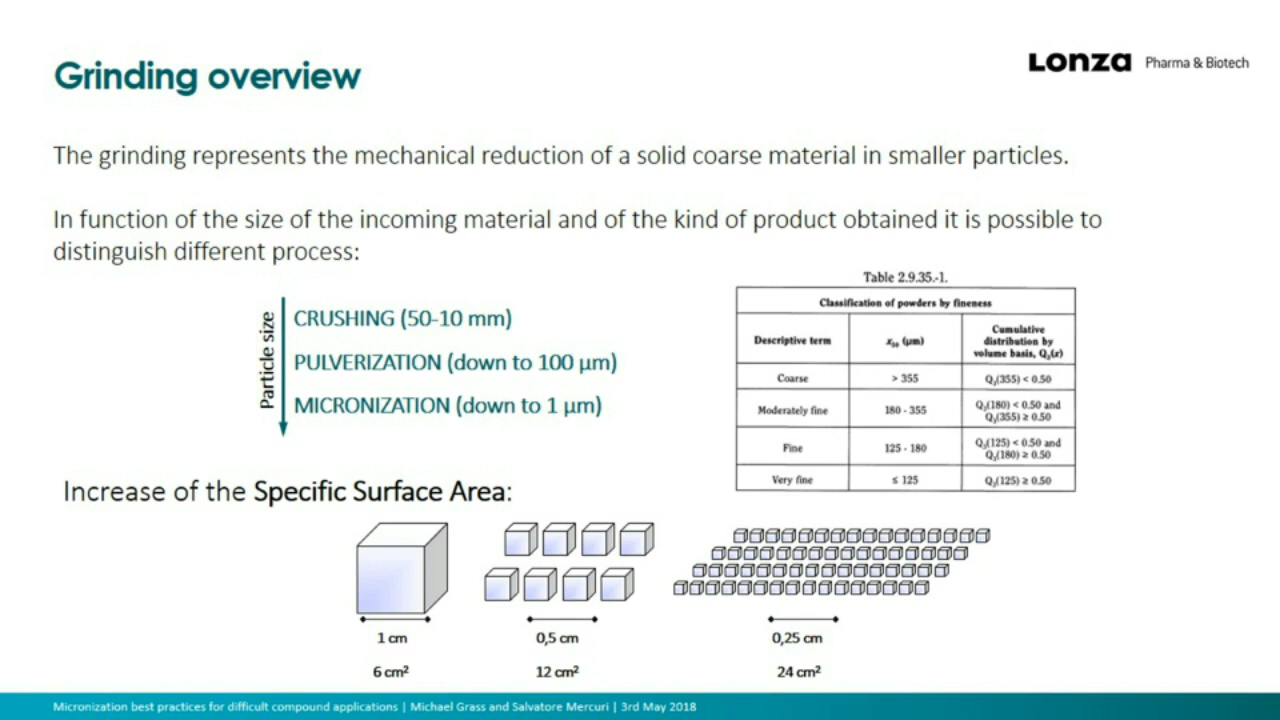 Grinding overview
Lonza Pharma & Biotech
The grinding represents the mechanical reduction of a solid coarse material in smaller particles.
In function of the size of the incoming material and of the kind of product obtained it is possible to
distinguish different process:
Particle size
CRUSHING (50-10 mm)
PULVERIZATION (down to 100 µm)
MICRONIZATION (down to 1 µm)
Table 2.9.35.-1.
Classification of powders by fineness
Descriptive term
x₅₀ (µm)
Cumulative
distribution by
volume basis, Q₃(x)
Coarse
> 355
Q₃(355) < 0.50
Moderately fine
180 - 355
Q₃(180) < 0.50 and
Q₃(355) ≥ 0.50
Fine
125 - 180
Q₃(125) < 0.50 and
Q₃(180) ≥ 0.50
Very fine
≤ 125
Q₃(125) ≥ 0.50
Increase of the Specific Surface Area:
1 cm
0,5 cm
0,25 cm
6 cm²
12 cm²
24 cm²
Micronization best practices for difficult compound applications | Michael Grass and Salvatore Mercuri | 3rd May 2018